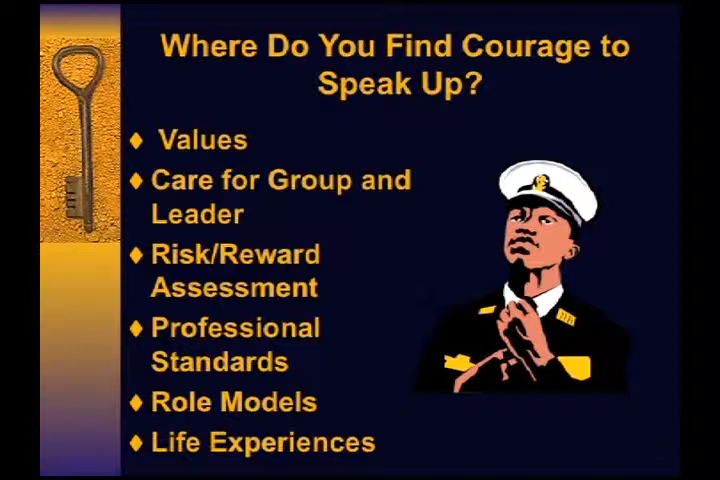 Where Do You Find Courage to
Speak Up?
Values
Care for Group and
Leader
Risk/Reward
Assessment
Professional
Standards
Role Models
Life Experiences